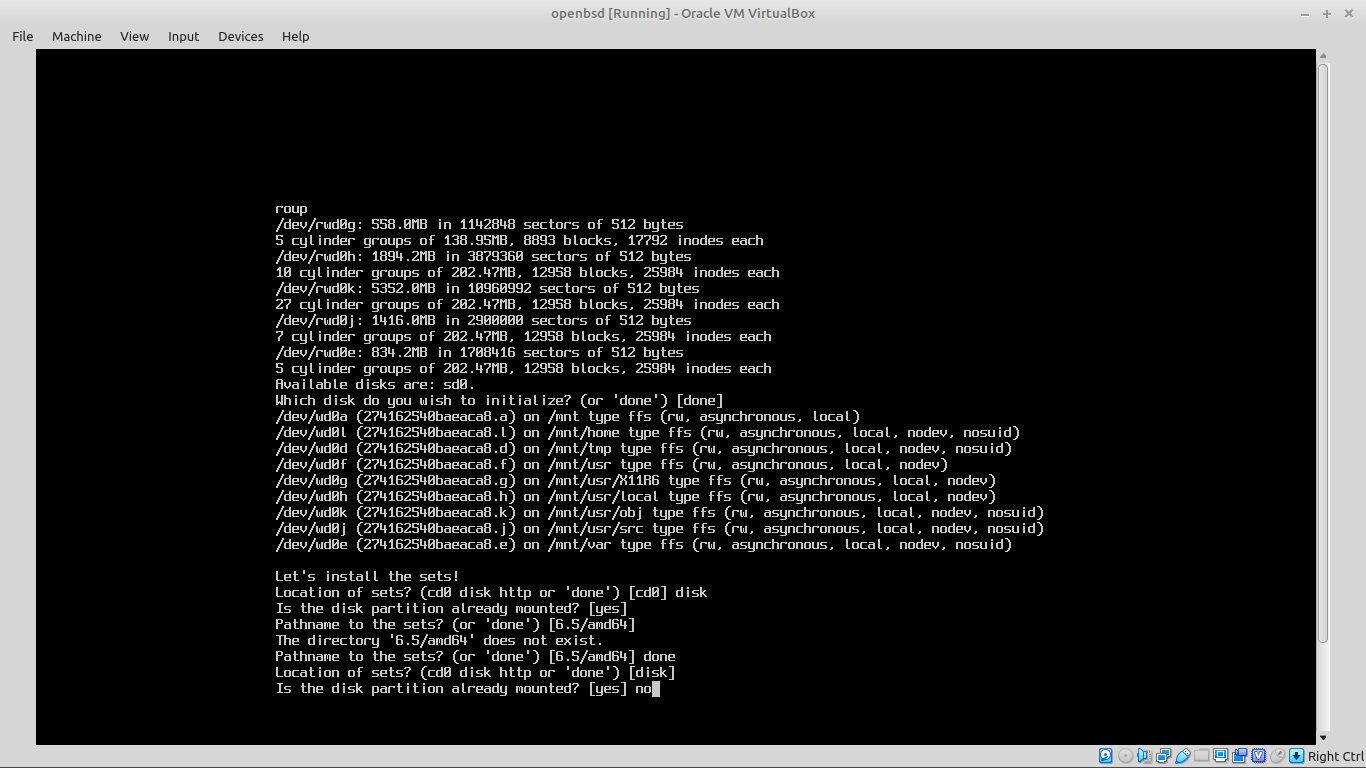 openbsd [Running] - Oracle VM VirtualBox
File Machine View Input Devices Help
roup
/dev/rwd0g: 558.0MB in 1142848 sectors of 512 bytes
5 cylinder groups of 138.95MB, 8893 blocks, 17792 inodes each
/dev/rwd0h: 1894.2MB in 3879360 sectors of 512 bytes
10 cylinder groups of 202.47MB, 12958 blocks, 25984 inodes each
/dev/rwd0k: 5352.0MB in 10960992 sectors of 512 bytes
27 cylinder groups of 202.47MB, 12958 blocks, 25984 inodes each
/dev/rwd0j: 1416.0MB in 2900000 sectors of 512 bytes
7 cylinder groups of 202.47MB, 12958 blocks, 25984 inodes each
/dev/rwd0e: 834.2MB in 1708416 sectors of 512 bytes
5 cylinder groups of 202.47MB, 12958 blocks, 25984 inodes each
Available disks are: sd0.
Which disk do you wish to initialize? (or 'done') [done]
/dev/wd0a (274162540baeaca8.a) on /mnt type ffs (rw, asynchronous, local)
/dev/wd0l (274162540baeaca8.l) on /mnt/home type ffs (rw, asynchronous, local, nodev, nosuid)
/dev/wd0d (274162540baeaca8.d) on /mnt/tmp type ffs (rw, asynchronous, local, nodev, nosuid)
/dev/wd0f (274162540baeaca8.f) on /mnt/usr type ffs (rw, asynchronous, local, nodev)
/dev/wd0g (274162540baeaca8.g) on /mnt/usr/X11R6 type ffs (rw, asynchronous, local, nodev)
/dev/wd0h (274162540baeaca8.h) on /mnt/usr/local type ffs (rw, asynchronous, local, nodev)
/dev/wd0k (274162540baeaca8.k) on /mnt/usr/obj type ffs (rw, asynchronous, local, nodev, nosuid)
/dev/wd0j (274162540baeaca8.j) on /mnt/usr/src type ffs (rw, asynchronous, local, nodev, nosuid)
/dev/wd0e (274162540baeaca8.e) on /mnt/var type ffs (rw, asynchronous, local, nodev, nosuid)
Let's install the sets!
Location of sets? (cd0 disk http or 'done') [cd0] disk
Is the disk partition already mounted? [yes]
Pathname to the sets? (or 'done') [6.5/amd64]
The directory '6.5/amd64' does not exist.
Pathname to the sets? (or 'done') [6.5/amd64] done
Location of sets? (cd0 disk http or 'done') [disk]
Is the disk partition already mounted? [yes] no
Right Ctrl